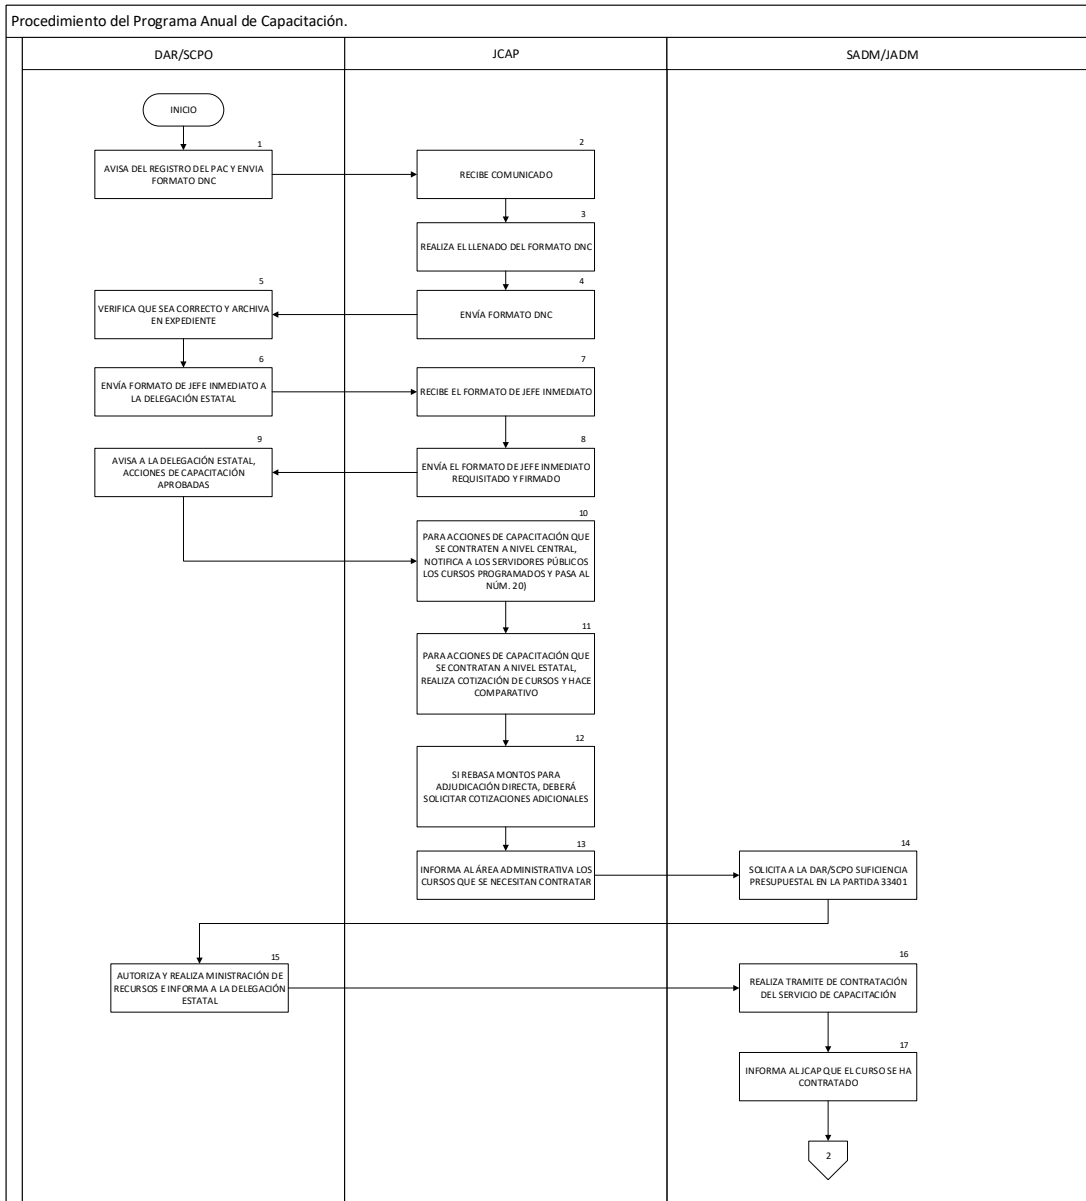 Procedimiento del Programa Anual de Capacitación.
DAR/SCPO
JCAP
SADM/JADM
INICIO
1
AVISA DEL REGISTRO DEL PAC Y ENVIA
FORMATO DNC
2
RECIBE COMUNICADO
3
REALIZA EL LLENADO DEL FORMATO DNC
4
ENVÍA FORMATO DNC
5
VERIFICA QUE SEA CORRECTO Y ARCHIVA
EN EXPEDIENTE
6
ENVÍA FORMATO DE JEFE INMEDIATO A
LA DELEGACIÓN ESTATAL
7
RECIBE EL FORMATO DE JEFE INMEDIATO
8
ENVÍA EL FORMATO DE JEFE INMEDIATO
REQUISITADO Y FIRMADO
9
AVISA A LA DELEGACIÓN ESTATAL,
ACCIONES DE CAPACITACIÓN
APROBADAS
10
PARA ACCIONES DE CAPACITACIÓN QUE
SE CONTRATEN A NIVEL CENTRAL,
NOTIFICA A LOS SERVIDORES PÚBLICOS
LOS CURSOS PROGRAMADOS Y PASA AL
NÚM. 20)
11
PARA ACCIONES DE CAPACITACIÓN QUE
SE CONTRATAN A NIVEL ESTATAL,
REALIZA COTIZACIÓN DE CURSOS Y HACE
COMPARATIVO
12
SI REBASA MONTOS PARA
ADJUDICACIÓN DIRECTA, DEBERÁ
SOLICITAR COTIZACIONES ADICIONALES
13
INFORMA AL ÁREA ADMINISTRATIVA LOS
CURSOS QUE SE NECESITAN CONTRATAR
14
SOLICITA A LA DAR/SCPO SUFICIENCIA
PRESUPUESTAL EN LA PARTIDA 33401
15
AUTORIZA Y REALIZA MINISTRACIÓN DE
RECURSOS E INFORMA A LA DELEGACIÓN
ESTATAL
16
REALIZA TRAMITE DE CONTRATACIÓN
DEL SERVICIO DE CAPACITACIÓN
17
INFORMA AL JCAP QUE EL CURSO SE HA
CONTRATADO
2